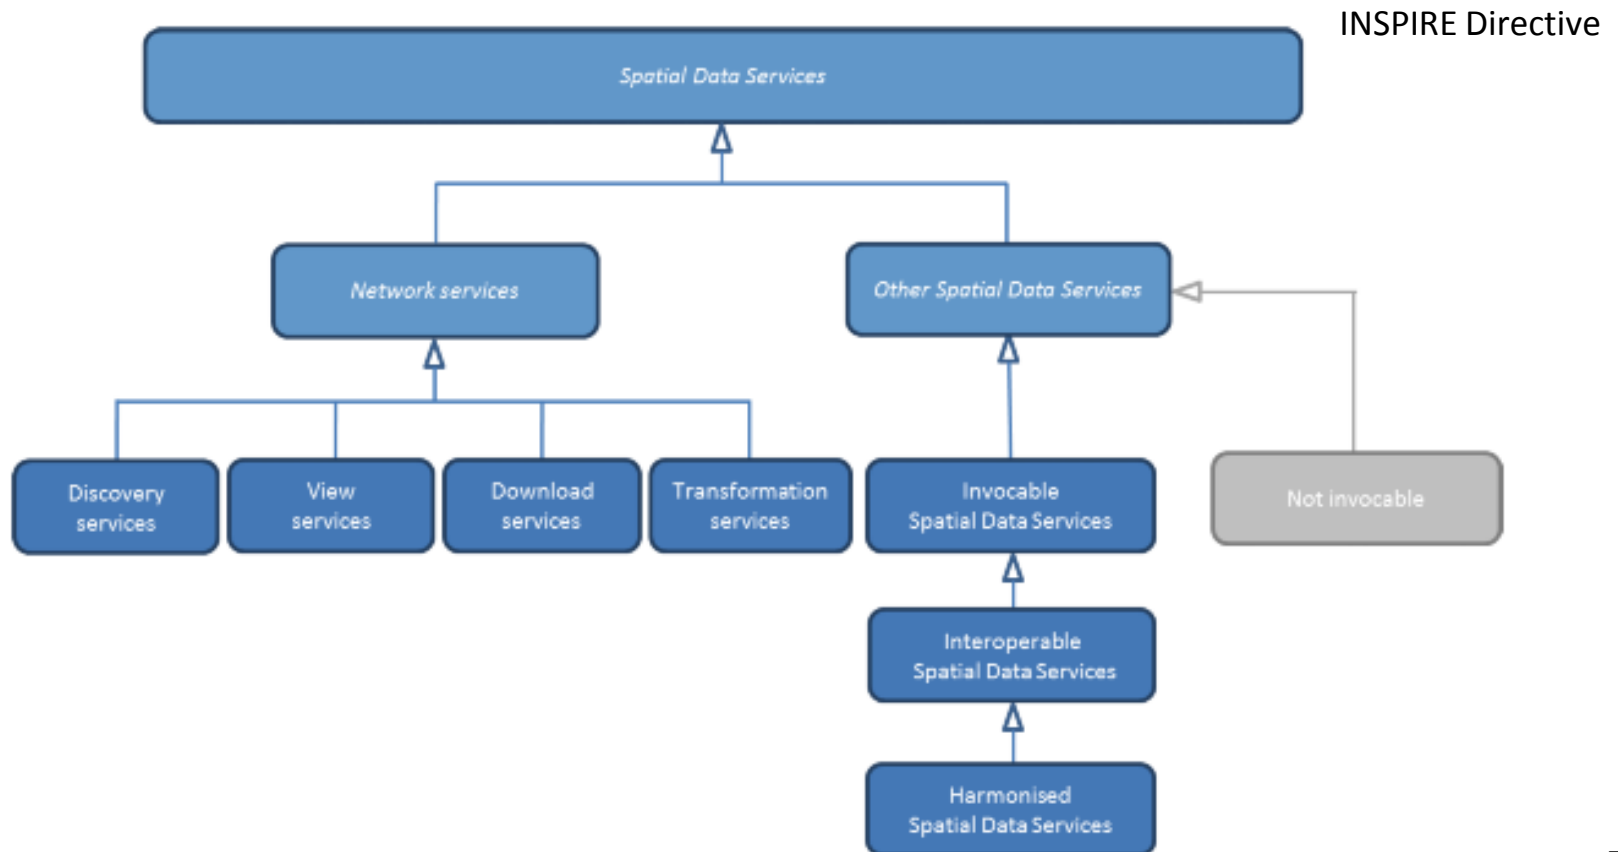 INSPIRE Directive
Spatial Data Services
Network services
Other Spatial Data Services
Discovery
services
View
services
Download
services
Transformation
services
Invocable
Spatial Data Services
Not invocable
Interoperable
Spatial Data Services
Harmonised
Spatial Data Services